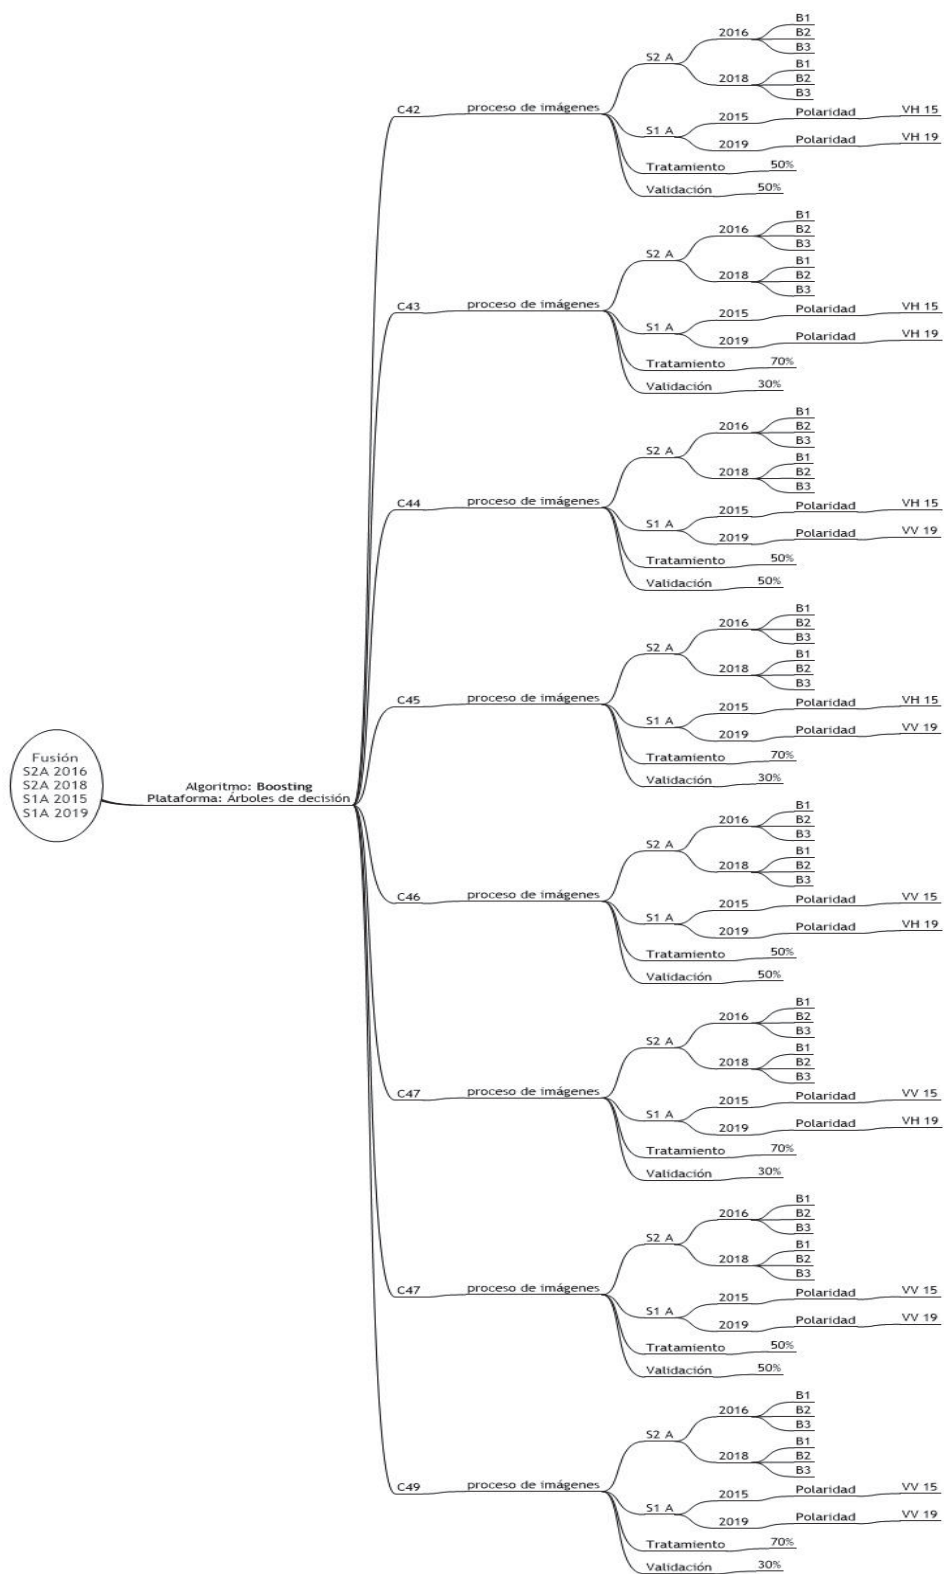 Fusión
S2A 2016
S2A 2018
S1A 2015
S1A 2019
Algoritmo: Boosting
Plataforma: Árboles de decisión
C42
proceso de imágenes
S2 A
2016
B1
B2
B3
2018
B1
B2
B3
S1 A
2015
Polaridad
VH 15
2019
Polaridad
VH 19
Tratamiento
50%
Validación
50%
C43
proceso de imágenes
S2 A
2016
B1
B2
B3
2018
B1
B2
B3
S1 A
2015
Polaridad
VH 15
2019
Polaridad
VH 19
Tratamiento
70%
Validación
30%
C44
proceso de imágenes
S2 A
2016
B1
B2
B3
2018
B1
B2
B3
S1 A
2015
Polaridad
VH 15
2019
Polaridad
VV 19
Tratamiento
50%
Validación
50%
C45
proceso de imágenes
S2 A
2016
B1
B2
B3
2018
B1
B2
B3
S1 A
2015
Polaridad
VH 15
2019
Polaridad
VV 19
Tratamiento
70%
Validación
30%
C46
proceso de imágenes
S2 A
2016
B1
B2
B3
2018
B1
B2
B3
S1 A
2015
Polaridad
VV 15
2019
Polaridad
VH 19
Tratamiento
50%
Validación
50%
C47
proceso de imágenes
S2 A
2016
B1
B2
B3
2018
B1
B2
B3
S1 A
2015
Polaridad
VV 15
2019
Polaridad
VH 19
Tratamiento
70%
Validación
30%
C47
proceso de imágenes
S2 A
2016
B1
B2
B3
2018
B1
B2
B3
S1 A
2015
Polaridad
VV 15
2019
Polaridad
VV 19
Tratamiento
50%
Validación
50%
C49
proceso de imágenes
S2 A
2016
B1
B2
B3
2018
B1
B2
B3
S1 A
2015
Polaridad
VV 15
2019
Polaridad
VV 19
Tratamiento
70%
Validación
30%